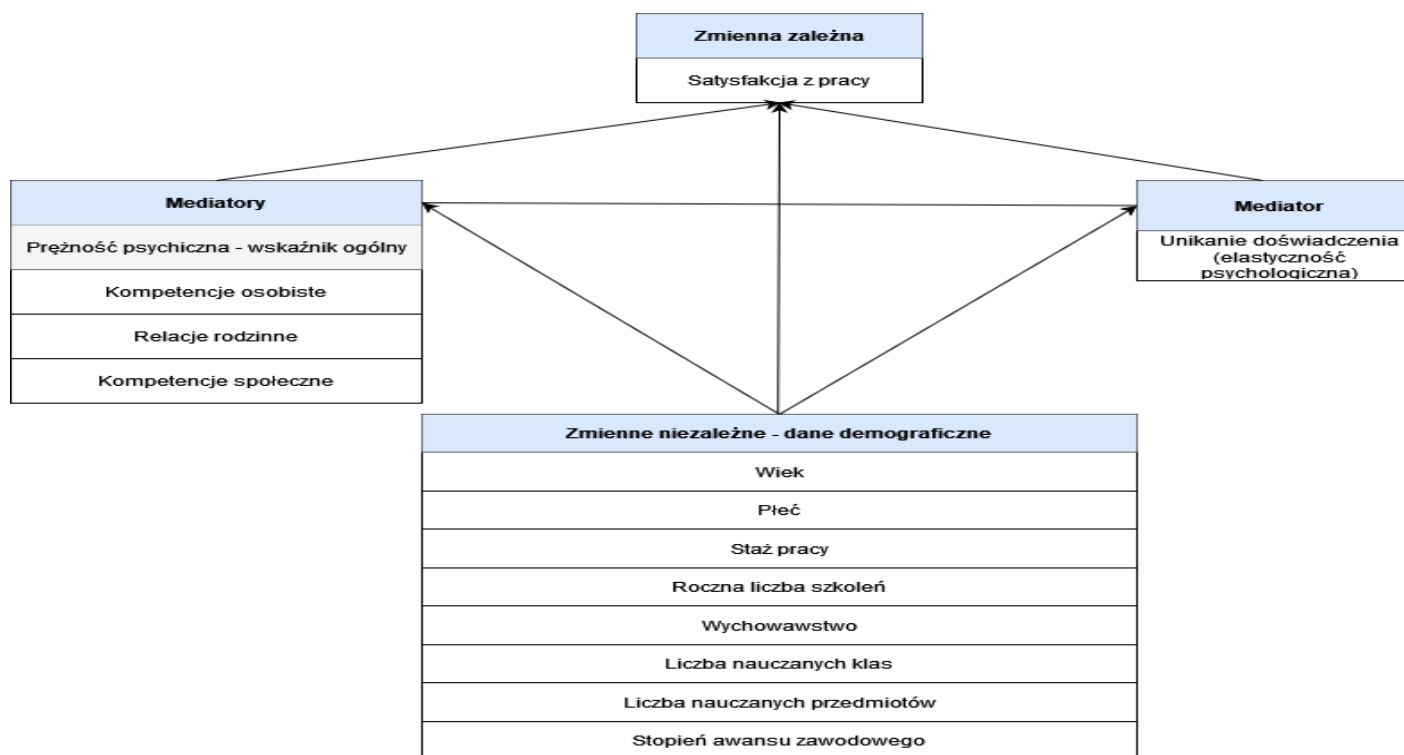 Zmienna zależna
Satysfakcja z pracy
Mediatory
Prężność psychiczna - wskaźnik ogólny
Kompetencje osobiste
Relacje rodzinne
Kompetencje społeczne
Mediator
Unikanie doświadczenia
(elastyczność
psychologiczna)
Zmienne niezależne - dane demograficzne
Wiek
Płeć
Staż pracy
Roczna liczba szkoleń
Wychowawstwo
Liczba nauczanych klas
Liczba nauczanych przedmiotów
Stopień awansu zawodowego